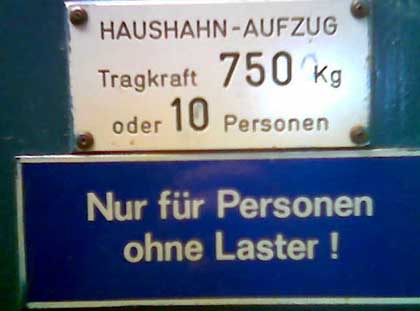 HAUSHAHN-AUFZUG
Tragkraft 750 Kg
oder 10 Personen
Nur für Personen
ohne Laster !